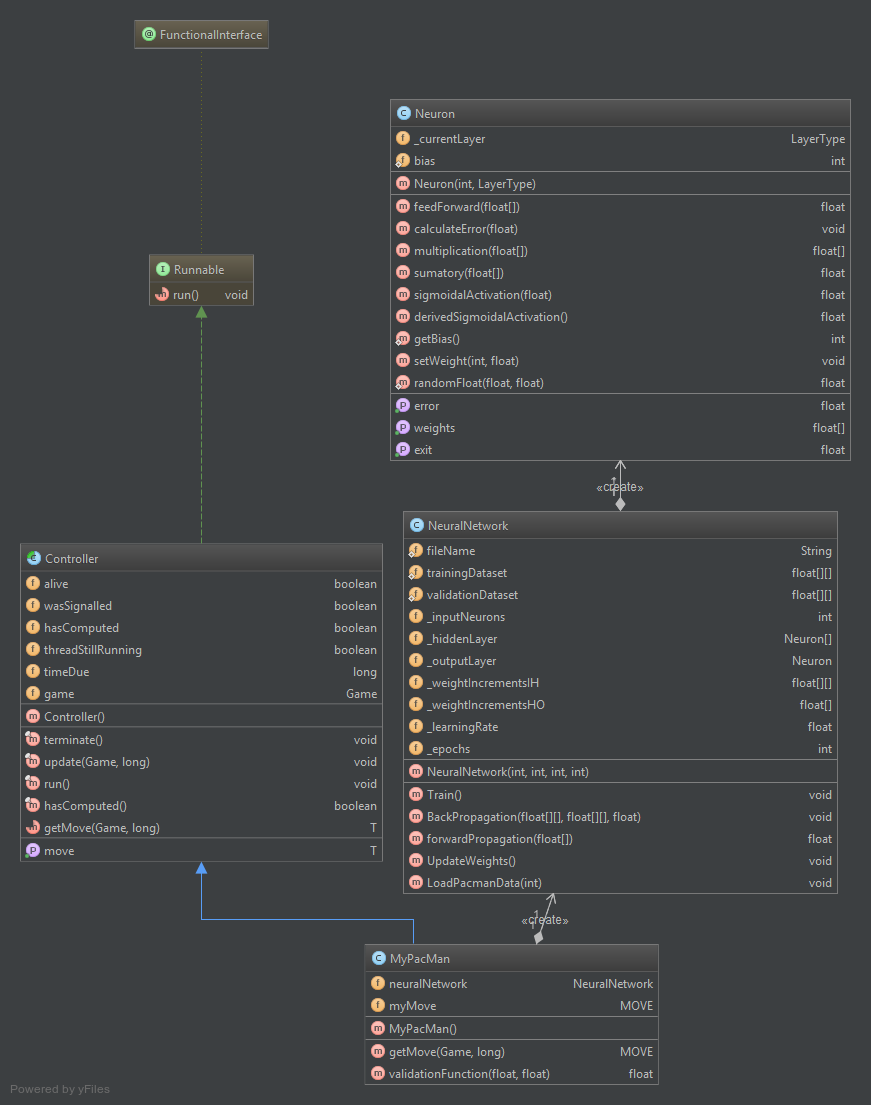 @ FunctionalInterface
C Neuron
f _currentLayer LayerType
f bias int
m Neuron(int, LayerType)
m feedForward(float[]) float
m calculateError(float) void
m multiplication(float[]) float[]
m sumatory(float[]) float
m sigmoidalActivation(float) float
m derivedSigmoidalActivation() float
m getBias() int
m setWeight(int, float) void
m randomFloat(float, float) float
P error float
P weights float[]
P exit float
I Runnable
m run() void
1
«create»
C NeuralNetwork
f fileName String
f trainingDataset float[][]
f validationDataset float[][]
f _inputNeurons int
f _hiddenLayer Neuron[]
f _outputLayer Neuron
f _weightIncrementsIH float[][]
f _weightIncrementsHO float[]
f _learningRate float
f _epochs int
m NeuralNetwork(int, int, int, int)
m Train() void
m BackPropagation(float[][], float[][], float) void
m forwardPropagation(float[]) float
m UpdateWeights() void
m LoadPacmanData(int) void
C Controller
f alive boolean
f wasSignalled boolean
f hasComputed boolean
f threadStillRunning boolean
f timeDue long
f game Game
m Controller()
m terminate() void
m update(Game, long) void
m run() void
m hasComputed() boolean
m getMove(Game, long) T
P move T
1
«create»
C MyPacMan
f neuralNetwork NeuralNetwork
f myMove MOVE
m MyPacMan()
m getMove(Game, long) MOVE
m validationFunction(float, float) float
Powered by yFiles